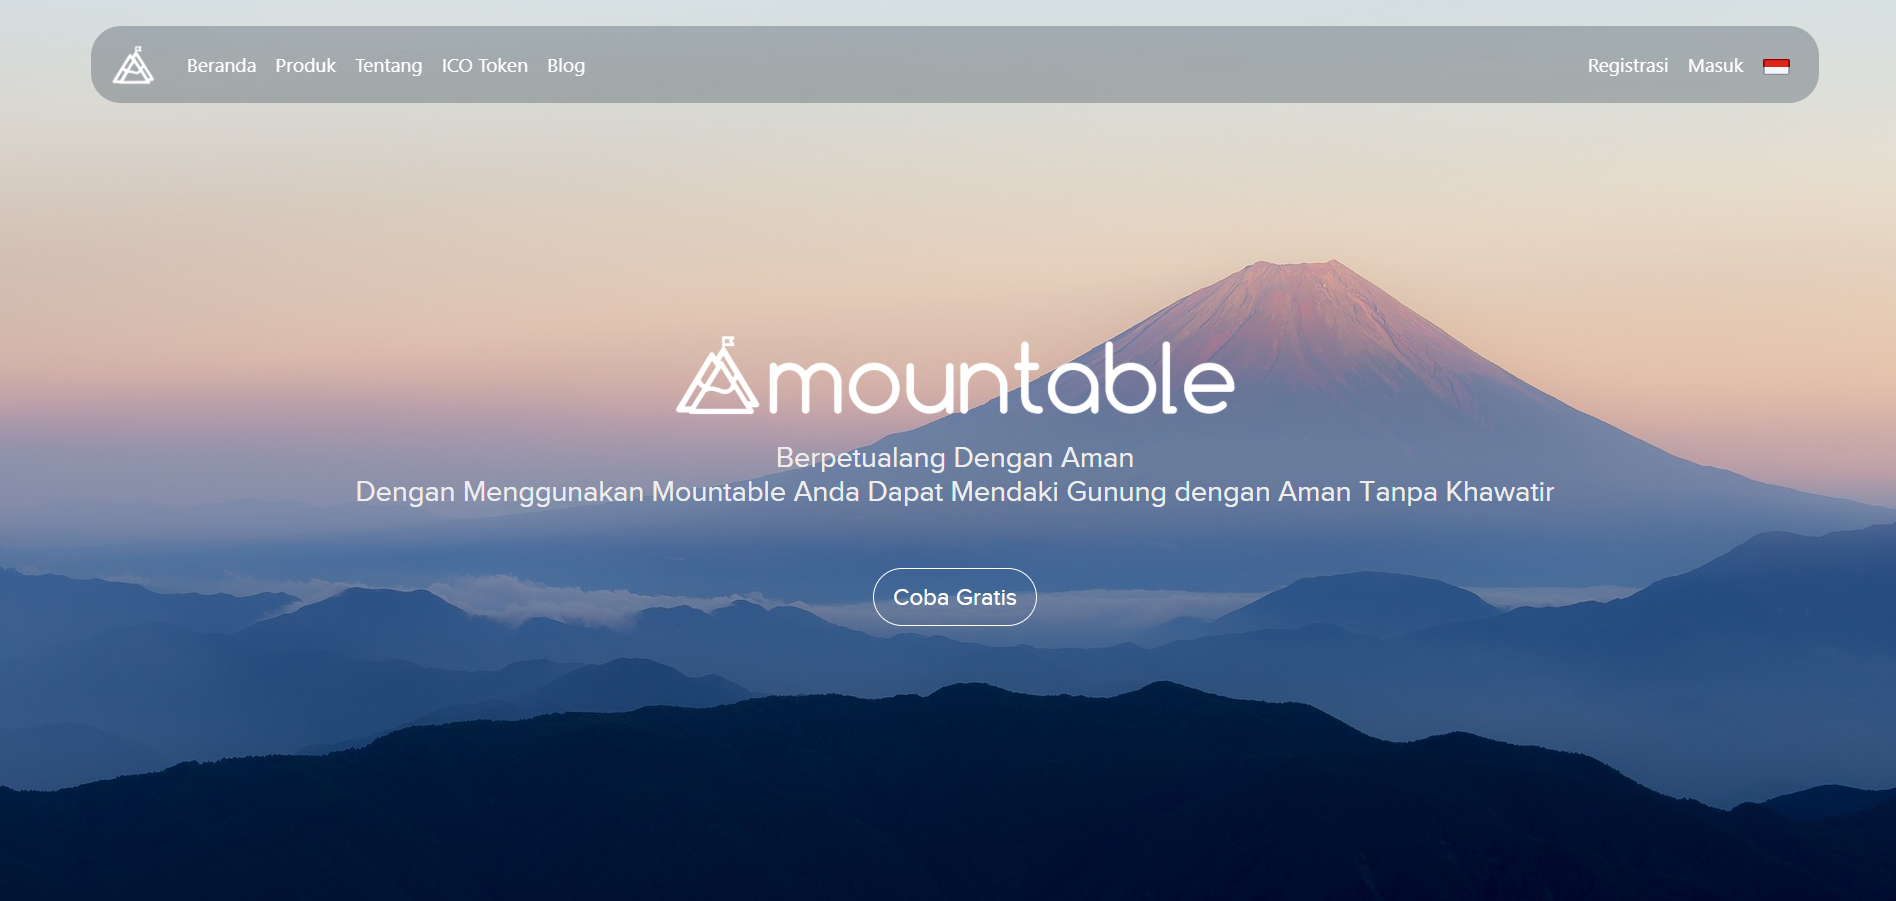 Beranda Produk Tentang ICO Token Blog Registrasi Masuk
mountable
Berpetualang Dengan Aman
Dengan Menggunakan Mountable Anda Dapat Mendaki Gunung dengan Aman Tanpa Khawatir
Coba Gratis